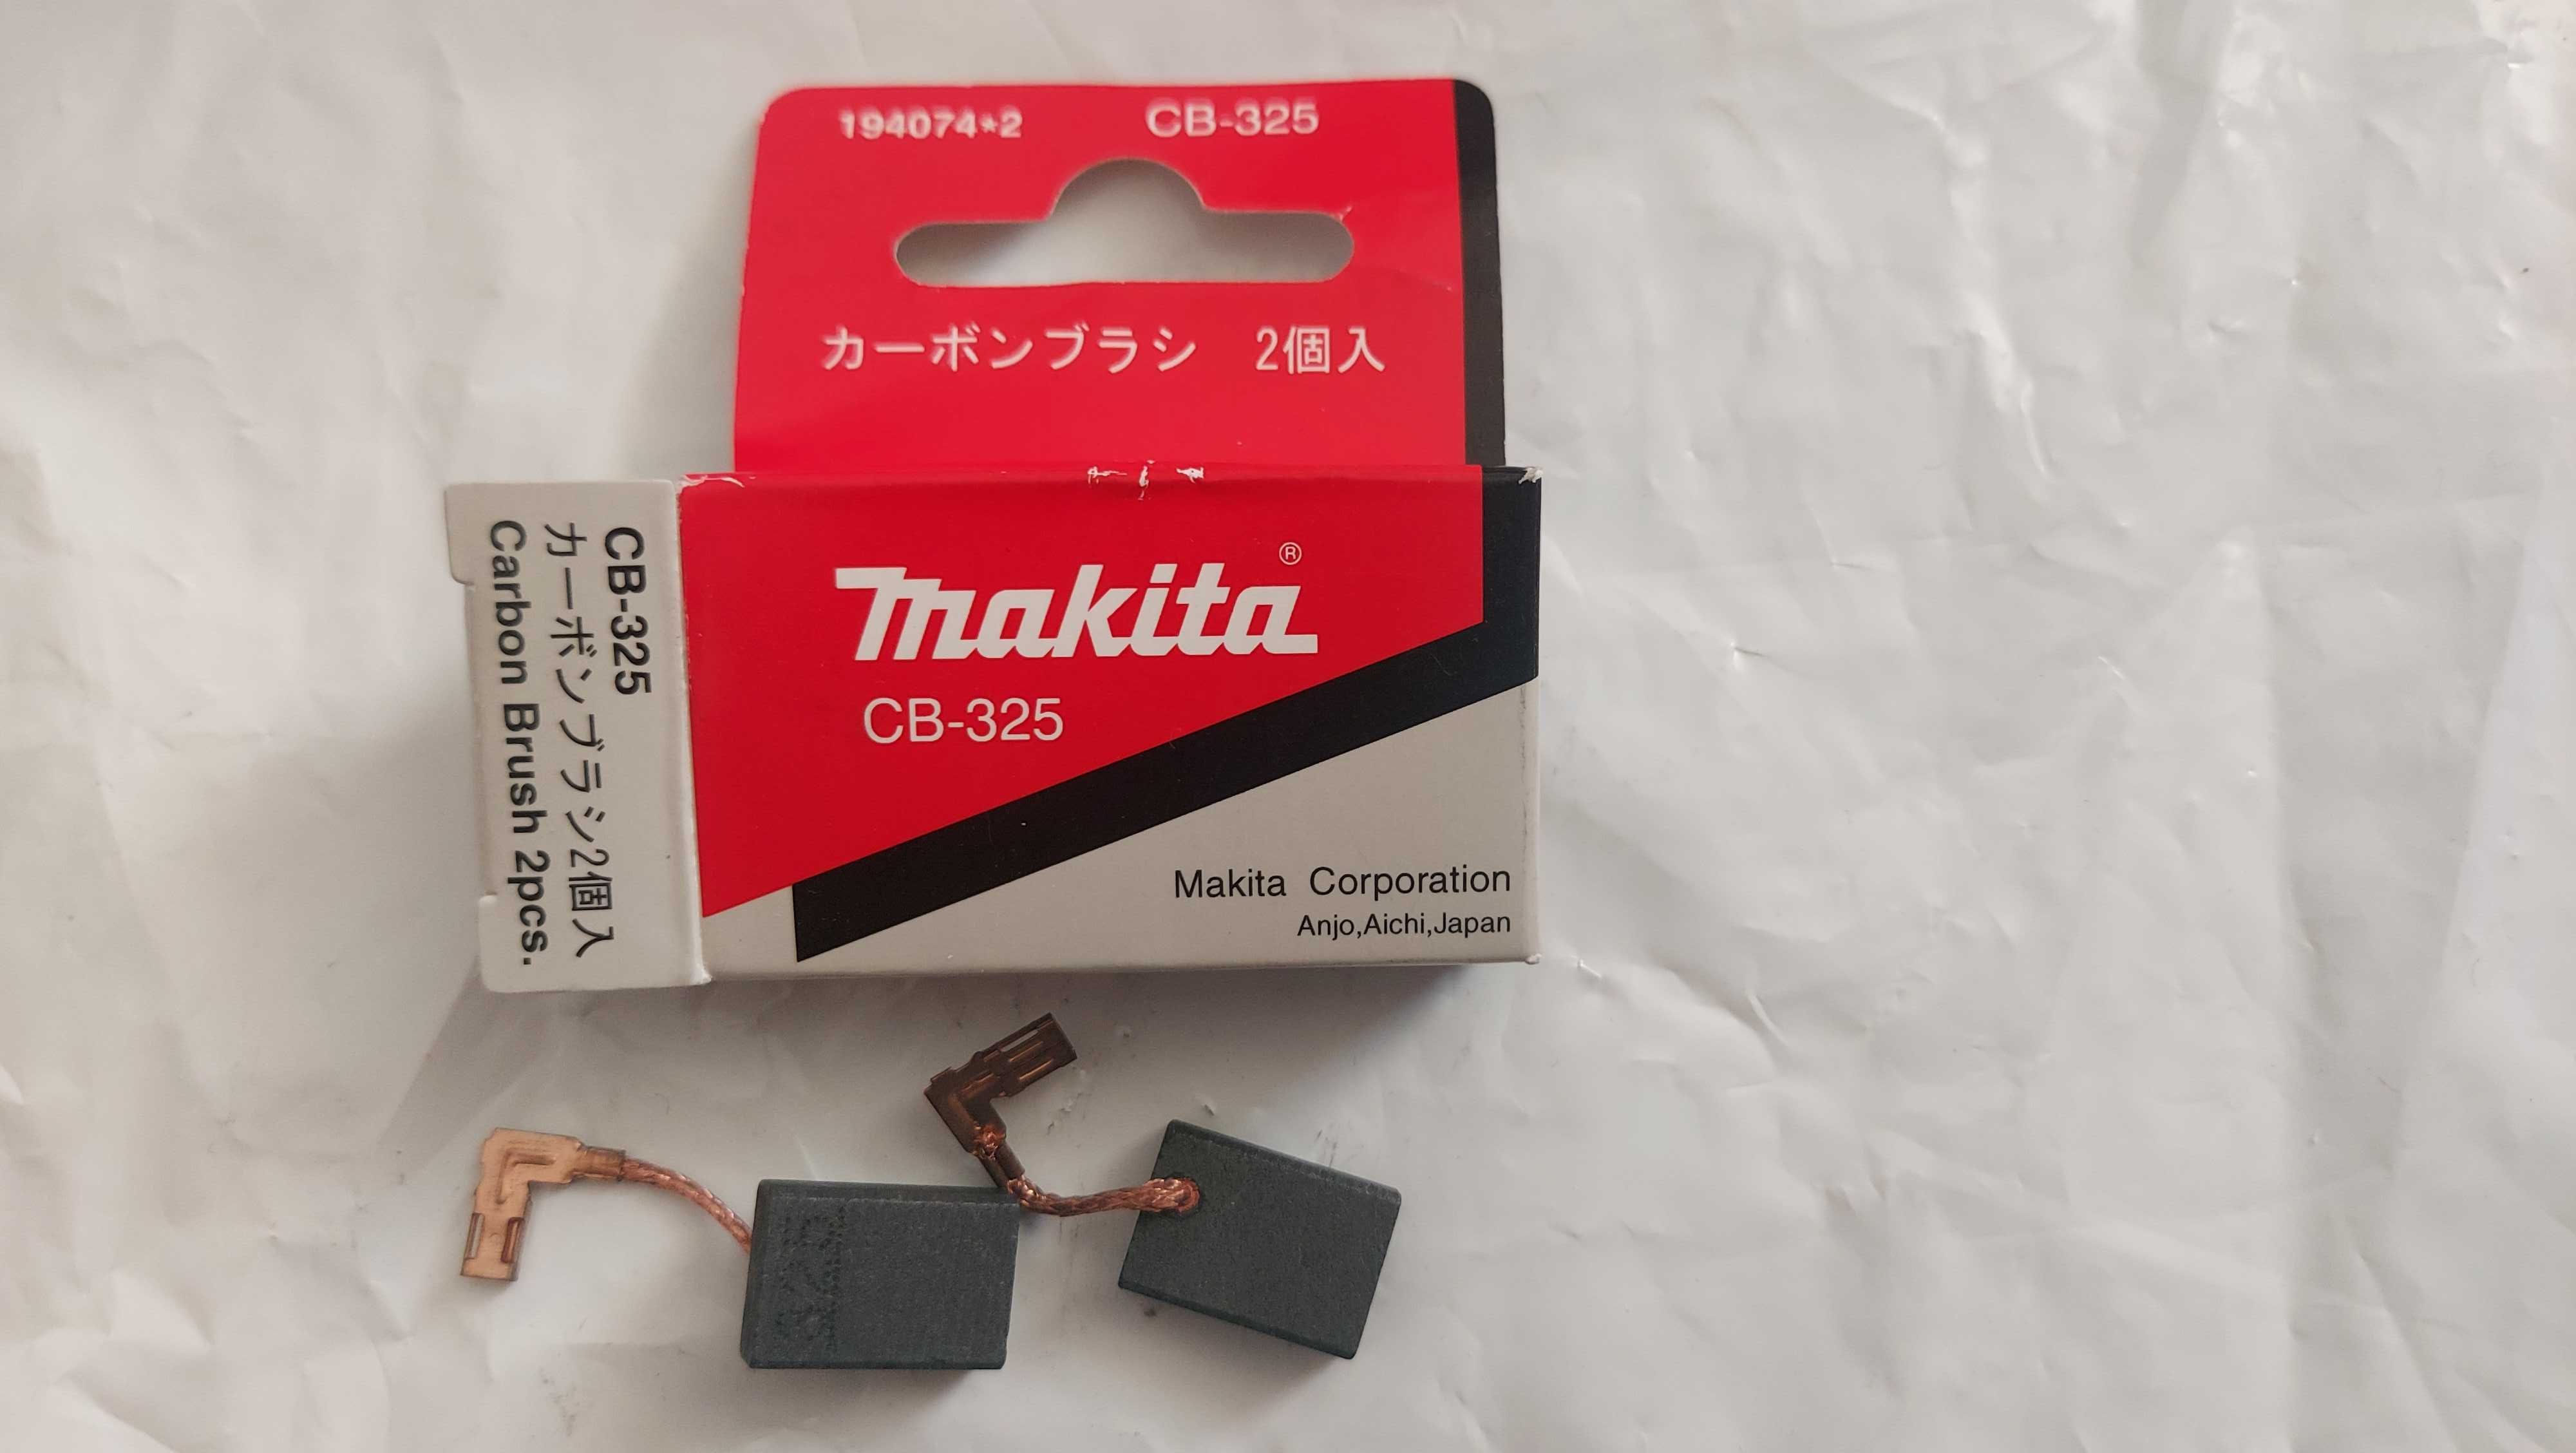 194074*2 CB-325
カーボンブラシ 2個入
makita®
CB-325
Makita Corporation
Anjo,Aichi,Japan
CB-325
カーボンブラシ2個入
Carbon Brush 2pcs.